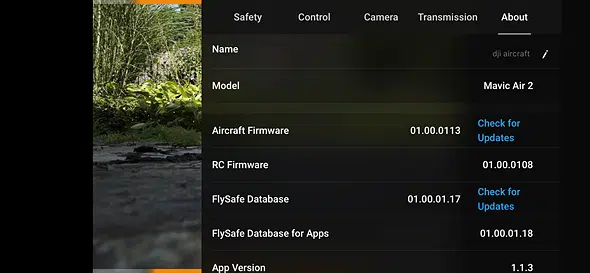 Safety Control Camera Transmission About
Name dji aircraft
Model Mavic Air 2
Aircraft Firmware 01.00.0113 Check for
Updates
RC Firmware 01.00.0108
FlySafe Database 01.00.01.17 Check for
Updates
FlySafe Database for Apps 01.00.01.18
App Version 1.1.3